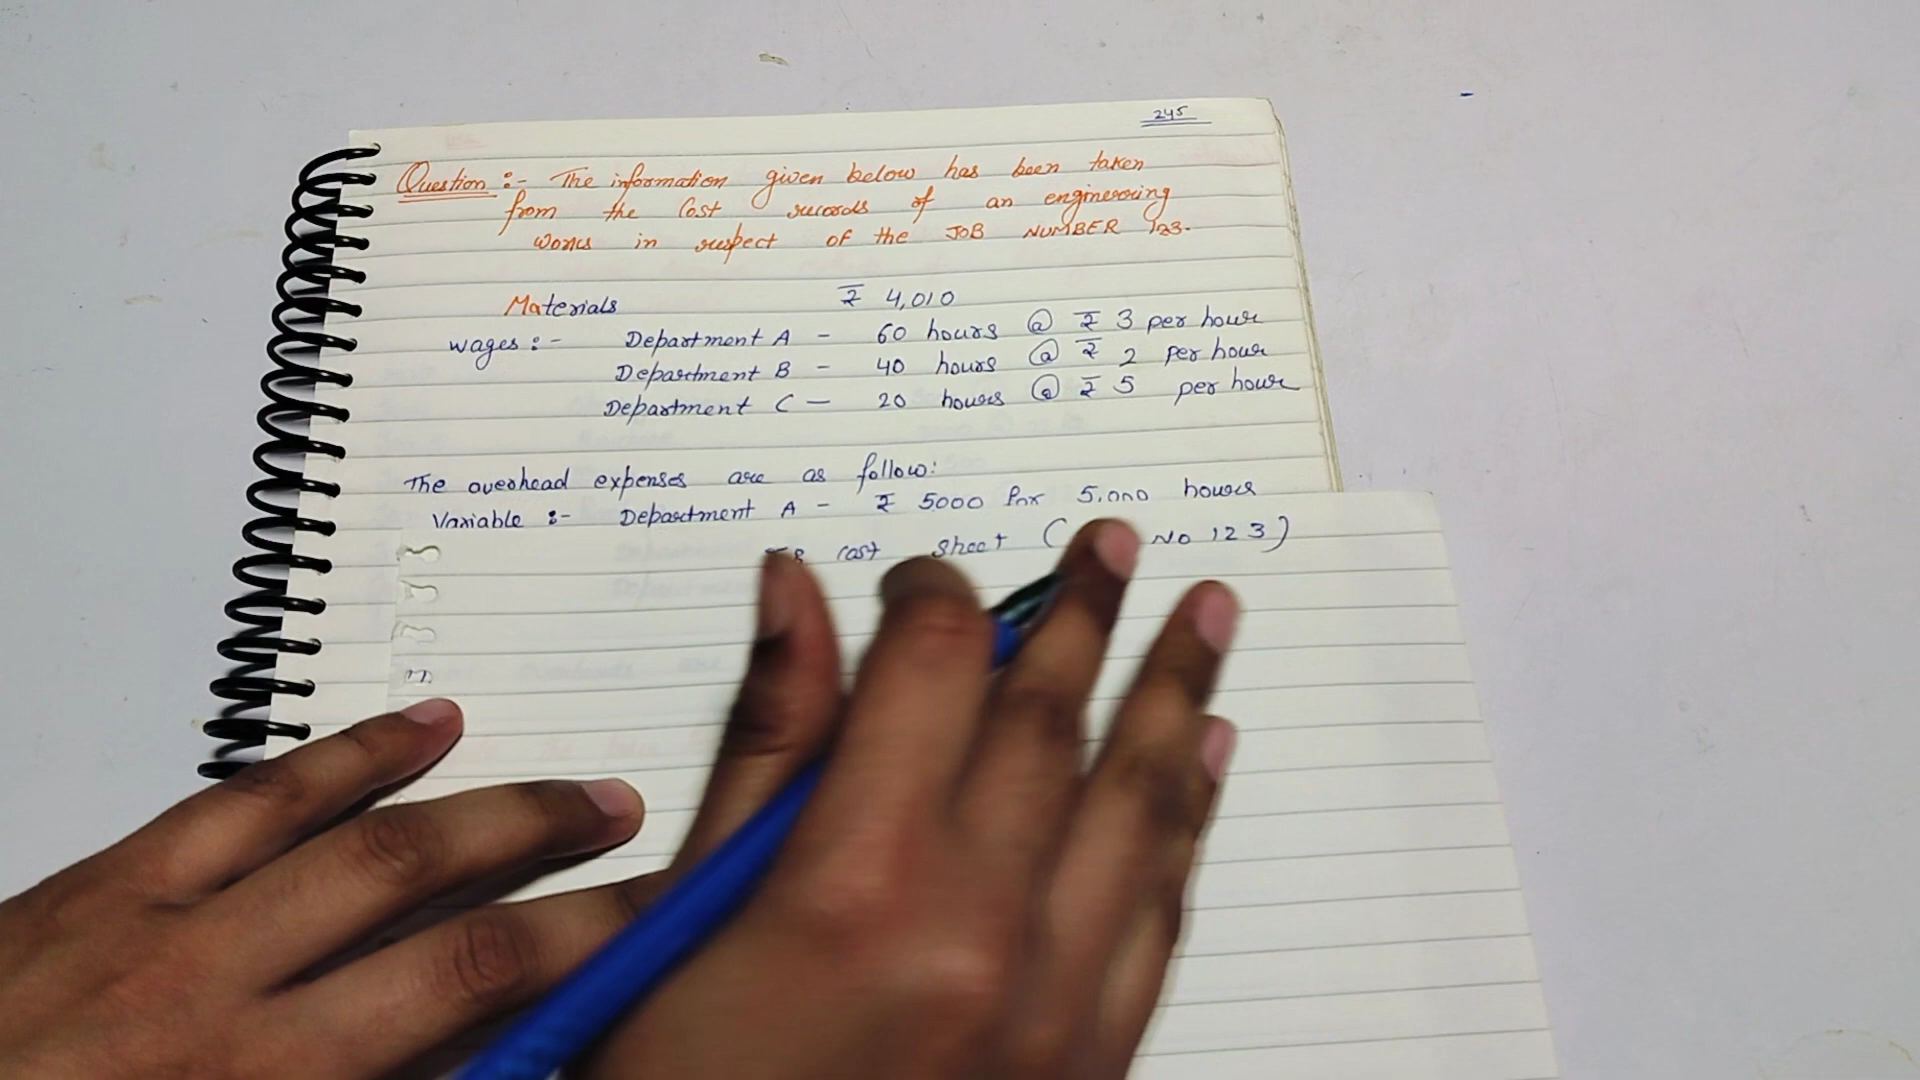 245
Question :- The information given below has been taken
from the Cost records of an engineering
works in respect of the JOB NUMBER 123.
Materials ₹ 4,010
Wages :- Department A - 60 hours @ ₹ 3 per hour
Department B - 40 hours @ ₹ 2 per hour
Department C - 20 hours @ ₹ 5 per hour
The overhead expenses are as follow:
Variable :- Department A - ₹ 5000 For 5,000 hours
cost sheet ( No 123)